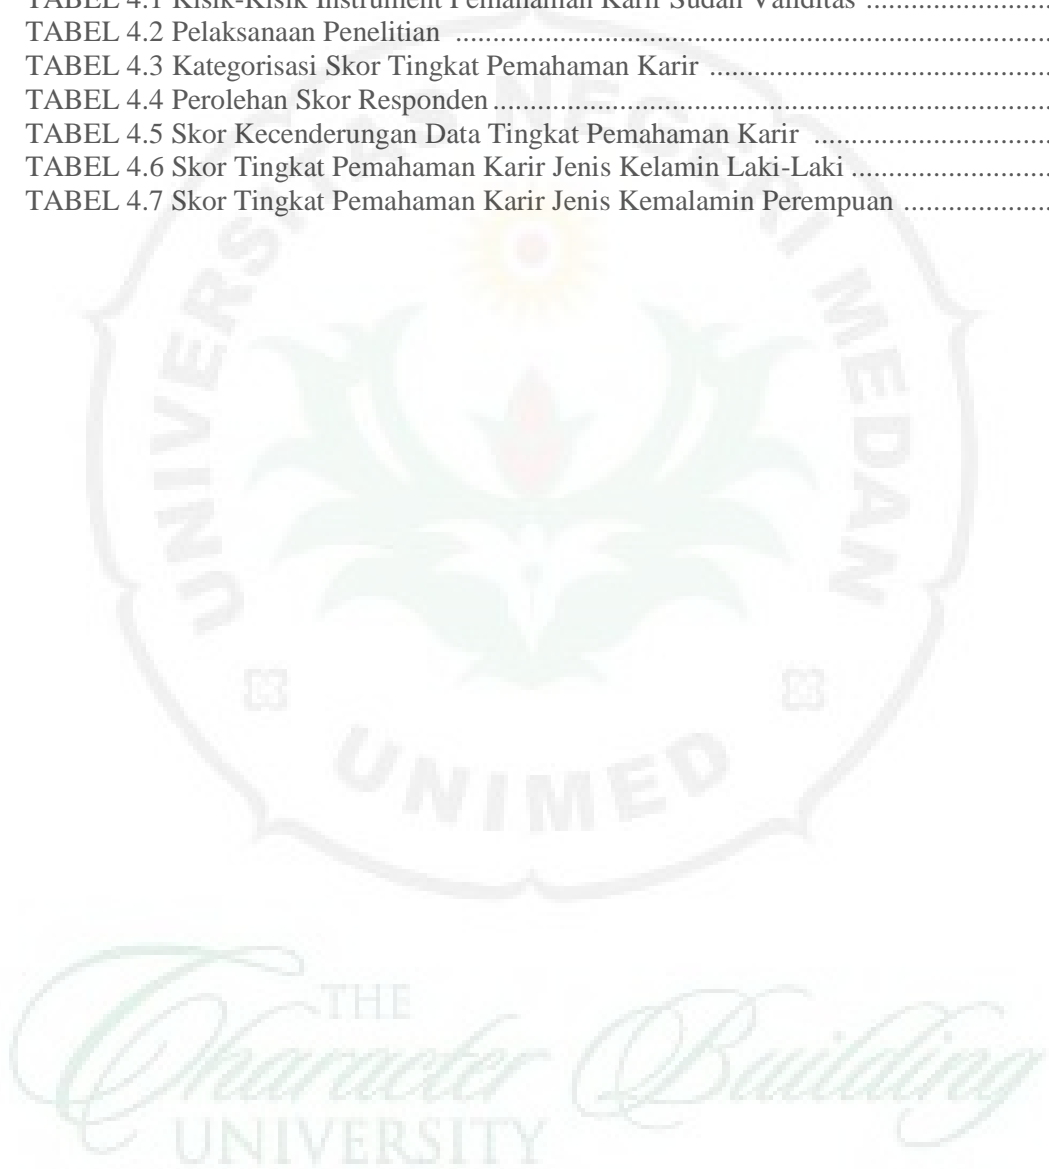 TABEL 4.1 Kisik-Kisik Instrument Pemahaman Karir Sudah Validitas ....................
TABEL 4.2 Pelaksanaan Penelitian ....................
TABEL 4.3 Kategorisasi Skor Tingkat Pemahaman Karir ....................
TABEL 4.4 Perolehan Skor Responden ....................
TABEL 4.5 Skor Kecenderungan Data Tingkat Pemahaman Karir ....................
TABEL 4.6 Skor Tingkat Pemahaman Karir Jenis Kelamin Laki-Laki ....................
TABEL 4.7 Skor Tingkat Pemahaman Karir Jenis Kemalamin Perempuan ....................
UNIVERSITAS NEGERI MEDAN
UNIMED
THE
Character Building
UNIVERSITY